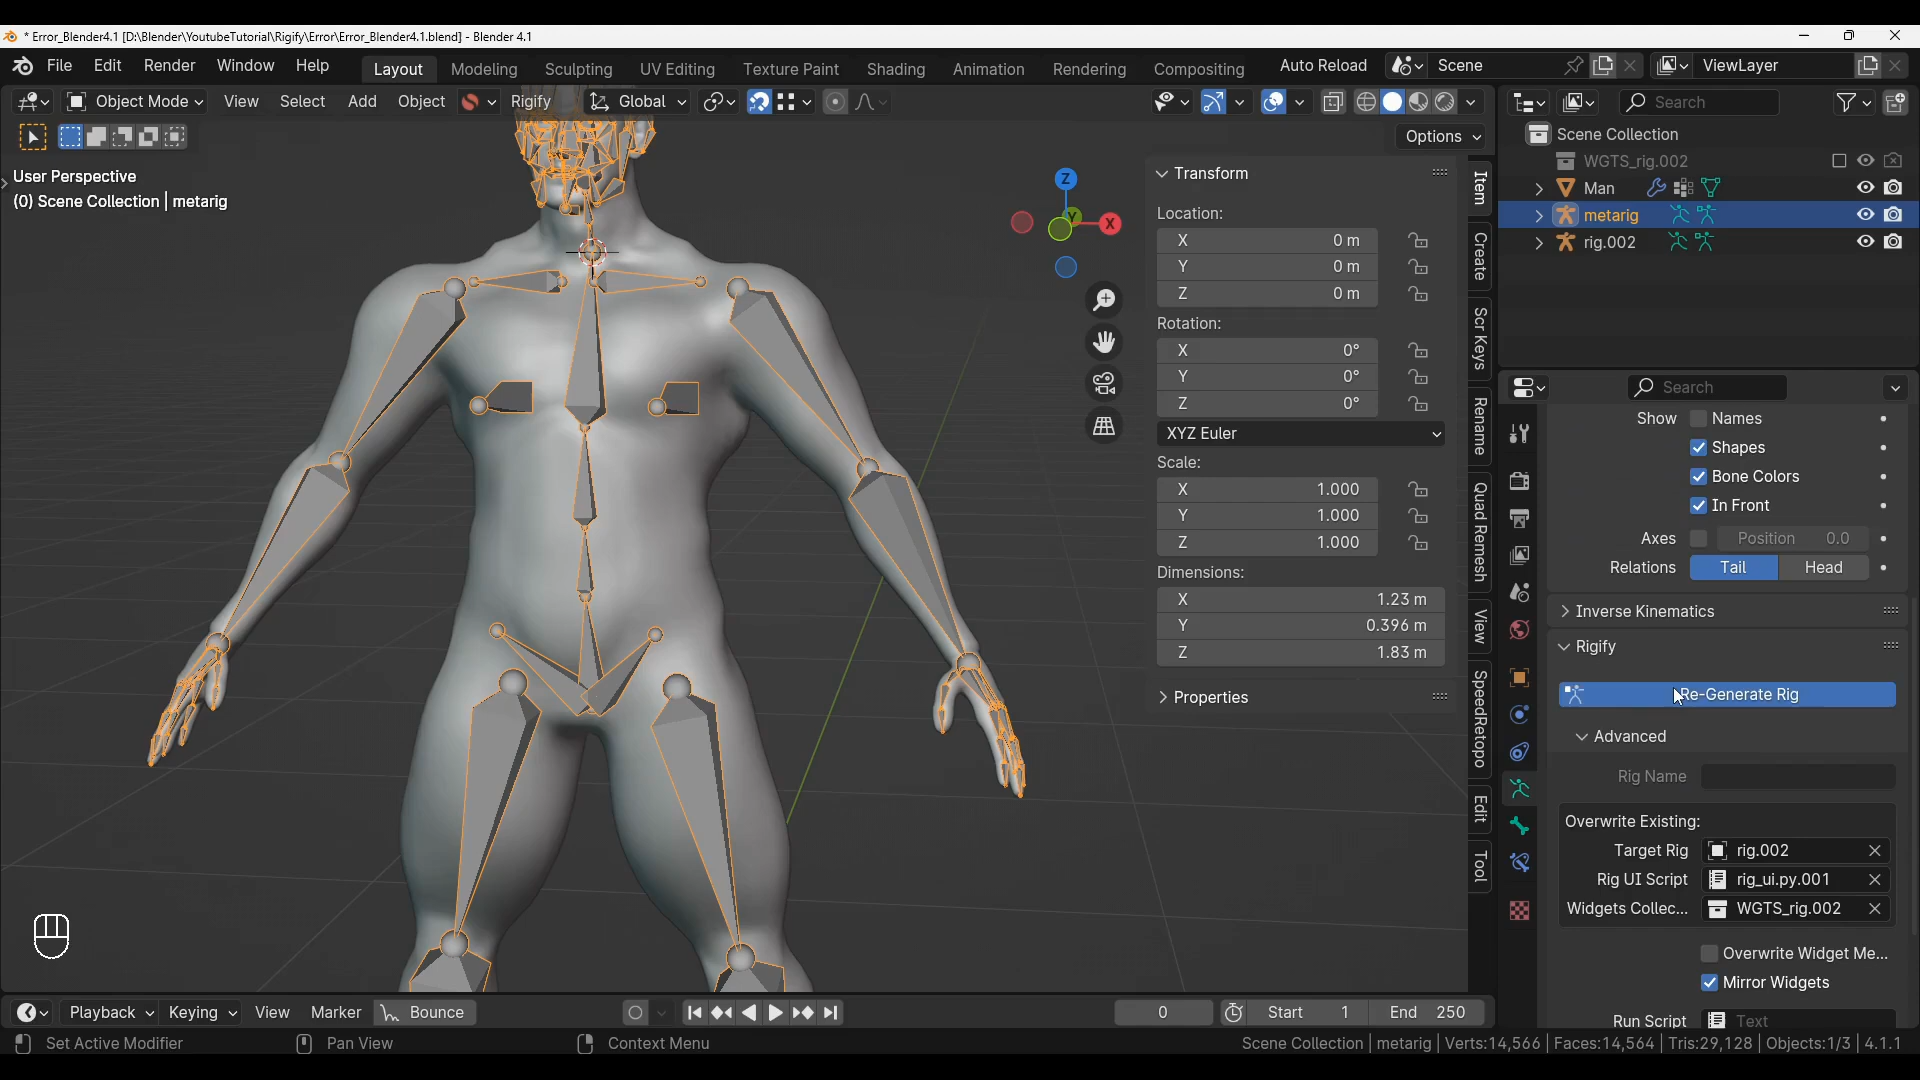 * Error_Blender4.1 [D:\Blender\YoutubeTutorial\Rigify\Error\Error_Blender4.1.blend] - Blender 4.1
File Edit Render Window Help Layout Modeling Sculpting UV Editing Texture Paint Shading Animation Rendering Compositing Auto Reload Scene ViewLayer
Object Mode View Select Add Object Rigify Global Search
Options
User Perspective
(0) Scene Collection | metarig
Z
Y
X
Transform
Location:
X 0 m
Y 0 m
Z 0 m
Rotation:
X 0°
Y 0°
Z 0°
XYZ Euler
Scale:
X 1.000
Y 1.000
Z 1.000
Dimensions:
X 1.23 m
Y 0.396 m
Z 1.83 m
Properties
Item
Create
Scr Keys
Rename
Quad Remesh
View
SpeedRetopo
Edit
Tool
Scene Collection
WGTS_rig.002
Man
metarig
rig.002
Search
Show Names
Shapes
Bone Colors
In Front
Axes Position 0.0
Relations Tail Head
Inverse Kinematics
Rigify
Re-Generate Rig
Advanced
Rig Name
Overwrite Existing:
Target Rig rig.002
Rig UI Script rig_ui.py.001
Widgets Collec... WGTS_rig.002
Overwrite Widget Me...
Mirror Widgets
Run Script Text
Playback Keying View Marker Bounce 0 Start 1 End 250
Set Active Modifier Pan View Context Menu Scene Collection | metarig | Verts:14,566 | Faces:14,564 | Tris:29,128 | Objects:1/3 | 4.1.1